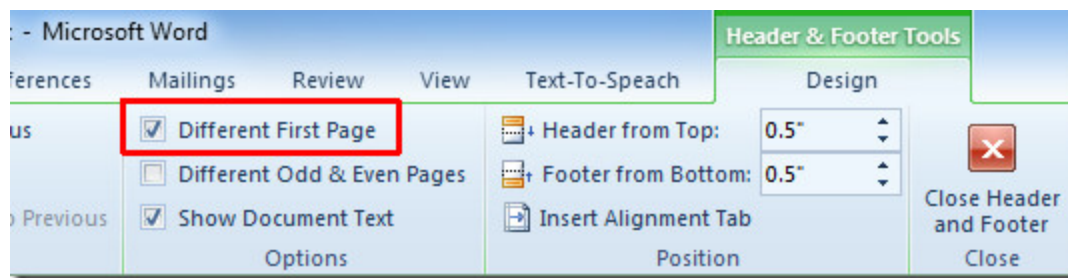 : - Microsoft Word
Header & Footer Tools
ferences Mailings Review View Text-To-Speach Design
us Different First Page Header from Top: 0.5"
Different Odd & Even Pages Footer from Bottom: 0.5"
Previous Show Document Text Insert Alignment Tab
Close Header
and Footer
Options Position Close